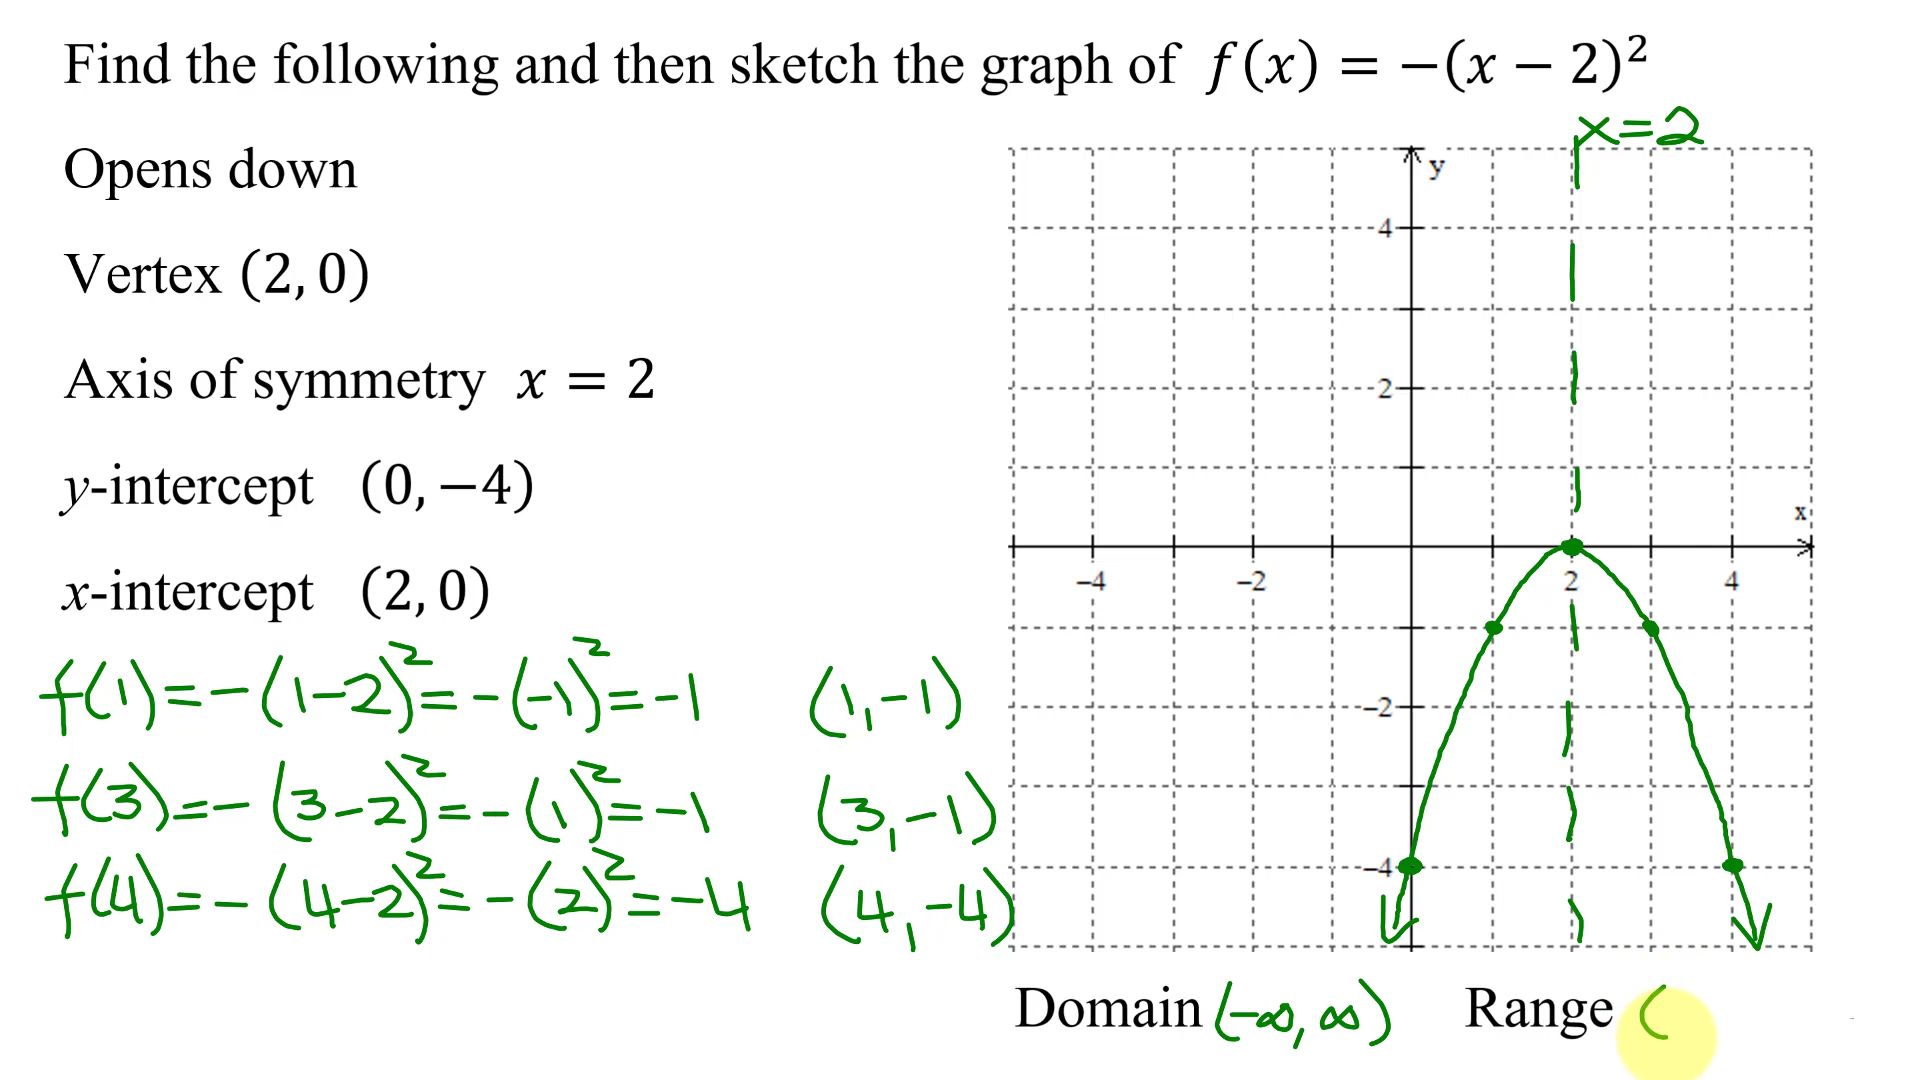 Find the following and then sketch the graph of f(x) = −(x − 2)²
Opens down
Vertex (2, 0)
Axis of symmetry x = 2
y-intercept (0, −4)
x-intercept (2, 0)
f(1) = −(1−2)² = −(−1)² = −1 (1, −1)
f(3) = −(3−2)² = −(1)² = −1 (3, −1)
f(4) = −(4−2)² = −(2)² = −4 (4, −4)
x = 2
y
4
2
x
−4 −2 2 4
−2
−4
Domain (−∞, ∞) Range (